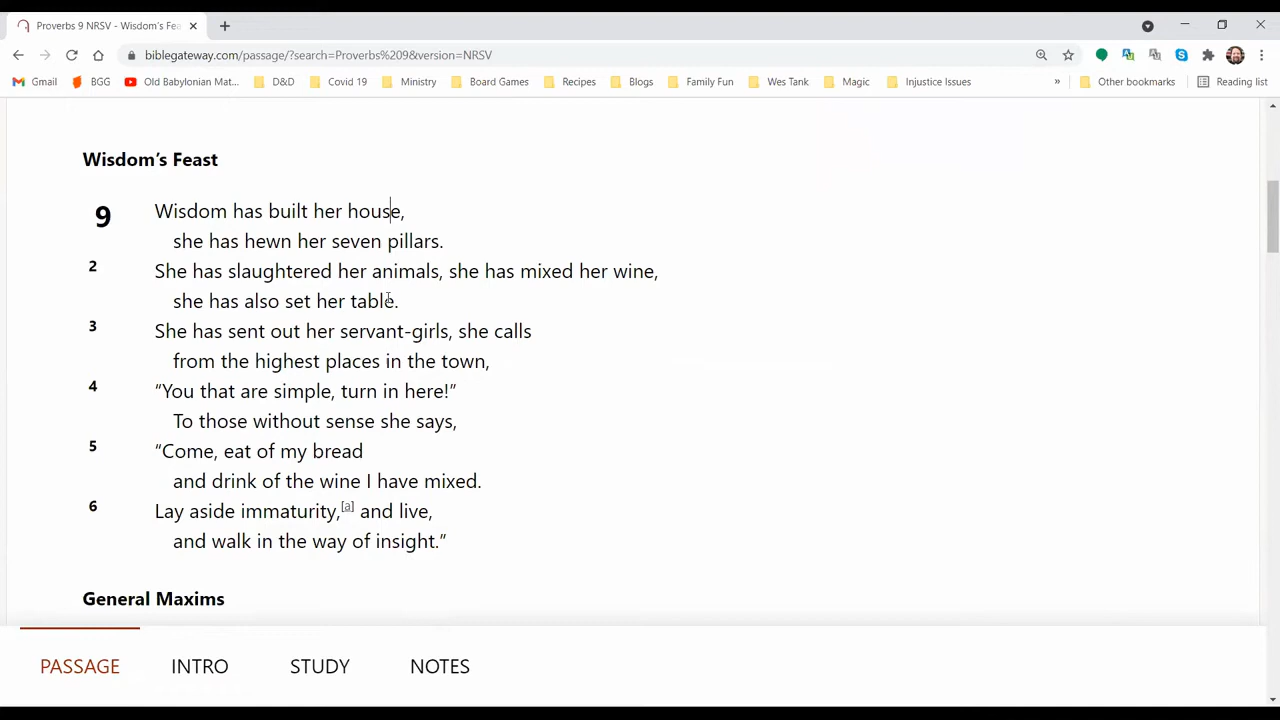 Proverbs 9 NRSV - Wisdom's Fea
biblegateway.com/passage/?search=Proverbs%209&version=NRSV
Gmail BGG Old Babylonian Mat... D&D Covid 19 Ministry Board Games Recipes Blogs Family Fun Wes Tank Magic Injustice Issues » Other bookmarks Reading list
Wisdom’s Feast
9 Wisdom has built her house,
she has hewn her seven pillars.
2 She has slaughtered her animals, she has mixed her wine,
she has also set her table.
3 She has sent out her servant-girls, she calls
from the highest places in the town,
4 “You that are simple, turn in here!”
To those without sense she says,
5 “Come, eat of my bread
and drink of the wine I have mixed.
6 Lay aside immaturity,[a] and live,
and walk in the way of insight.”
General Maxims
PASSAGE INTRO STUDY NOTES